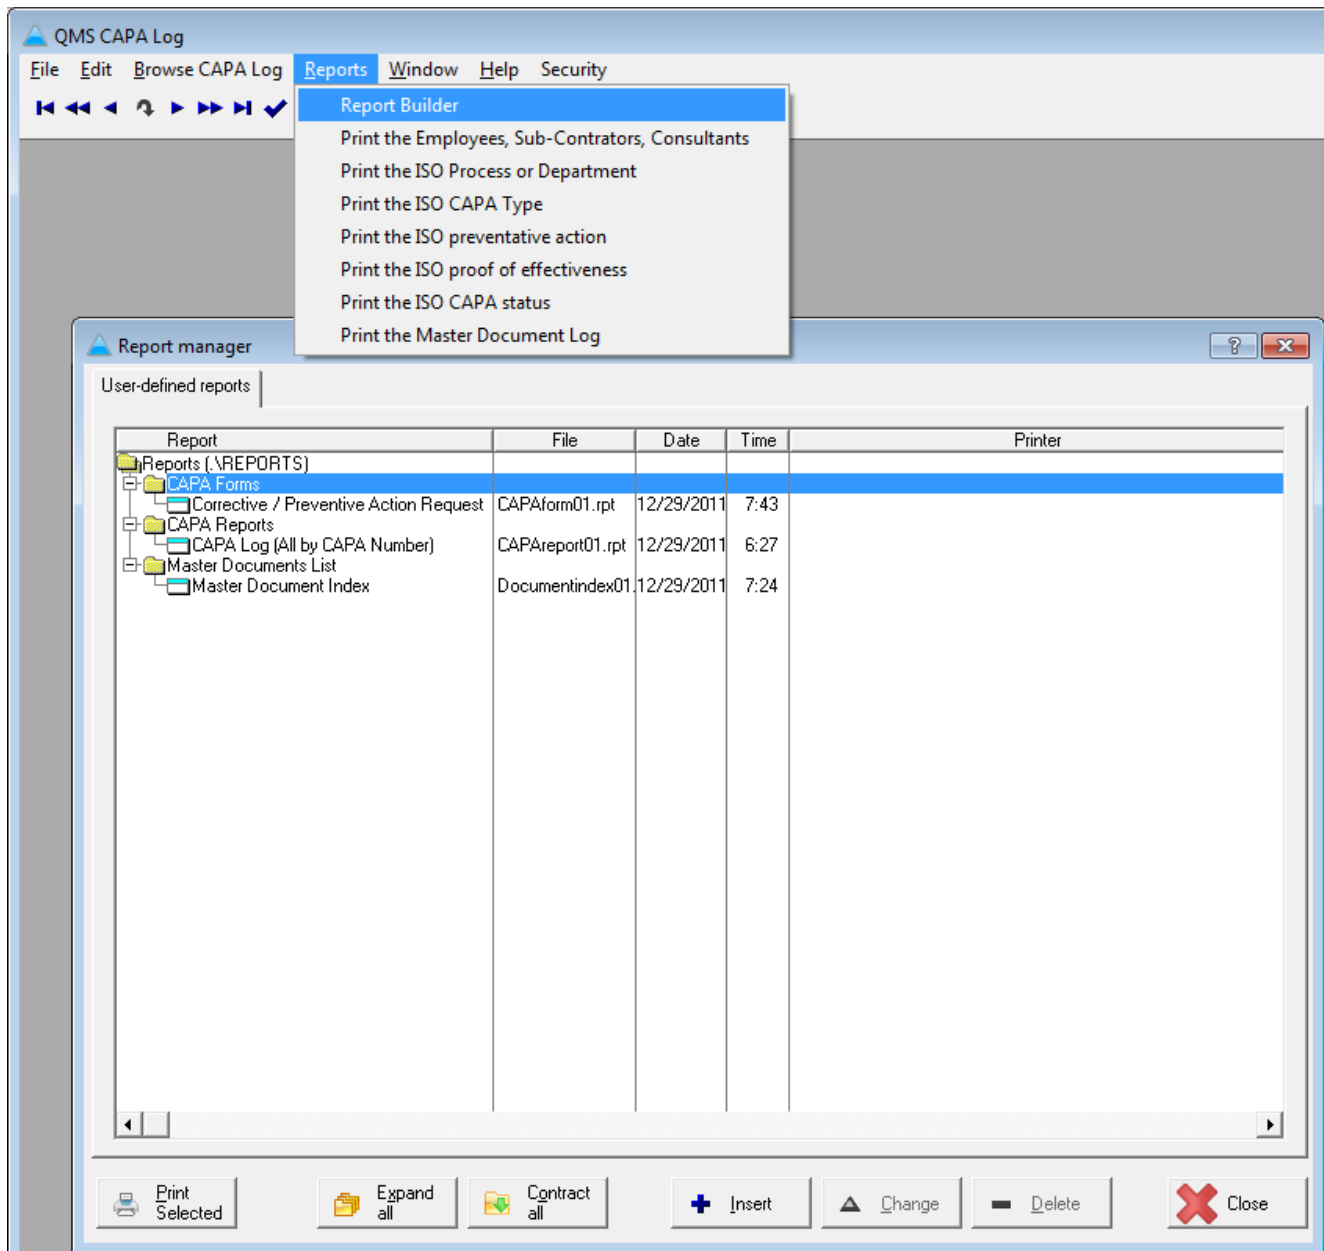 QMS CAPA Log
File Edit Browse CAPA Log Reports Window Help Security
Report Builder
Print the Employees, Sub-Contrators, Consultants
Print the ISO Process or Department
Print the ISO CAPA Type
Print the ISO preventative action
Print the ISO proof of effectiveness
Print the ISO CAPA status
Print the Master Document Log
Report manager
User-defined reports
Report File Date Time Printer
Reports (.\REPORTS)
CAPA Forms
Corrective / Preventive Action Request CAPAform01.rpt 12/29/2011 7:43
CAPA Reports
CAPA Log (All by CAPA Number) CAPAreport01.rpt 12/29/2011 6:27
Master Documents List
Master Document Index Documentindex01. 12/29/2011 7:24
Print Selected
Expand all
Contract all
Insert
Change
Delete
Close